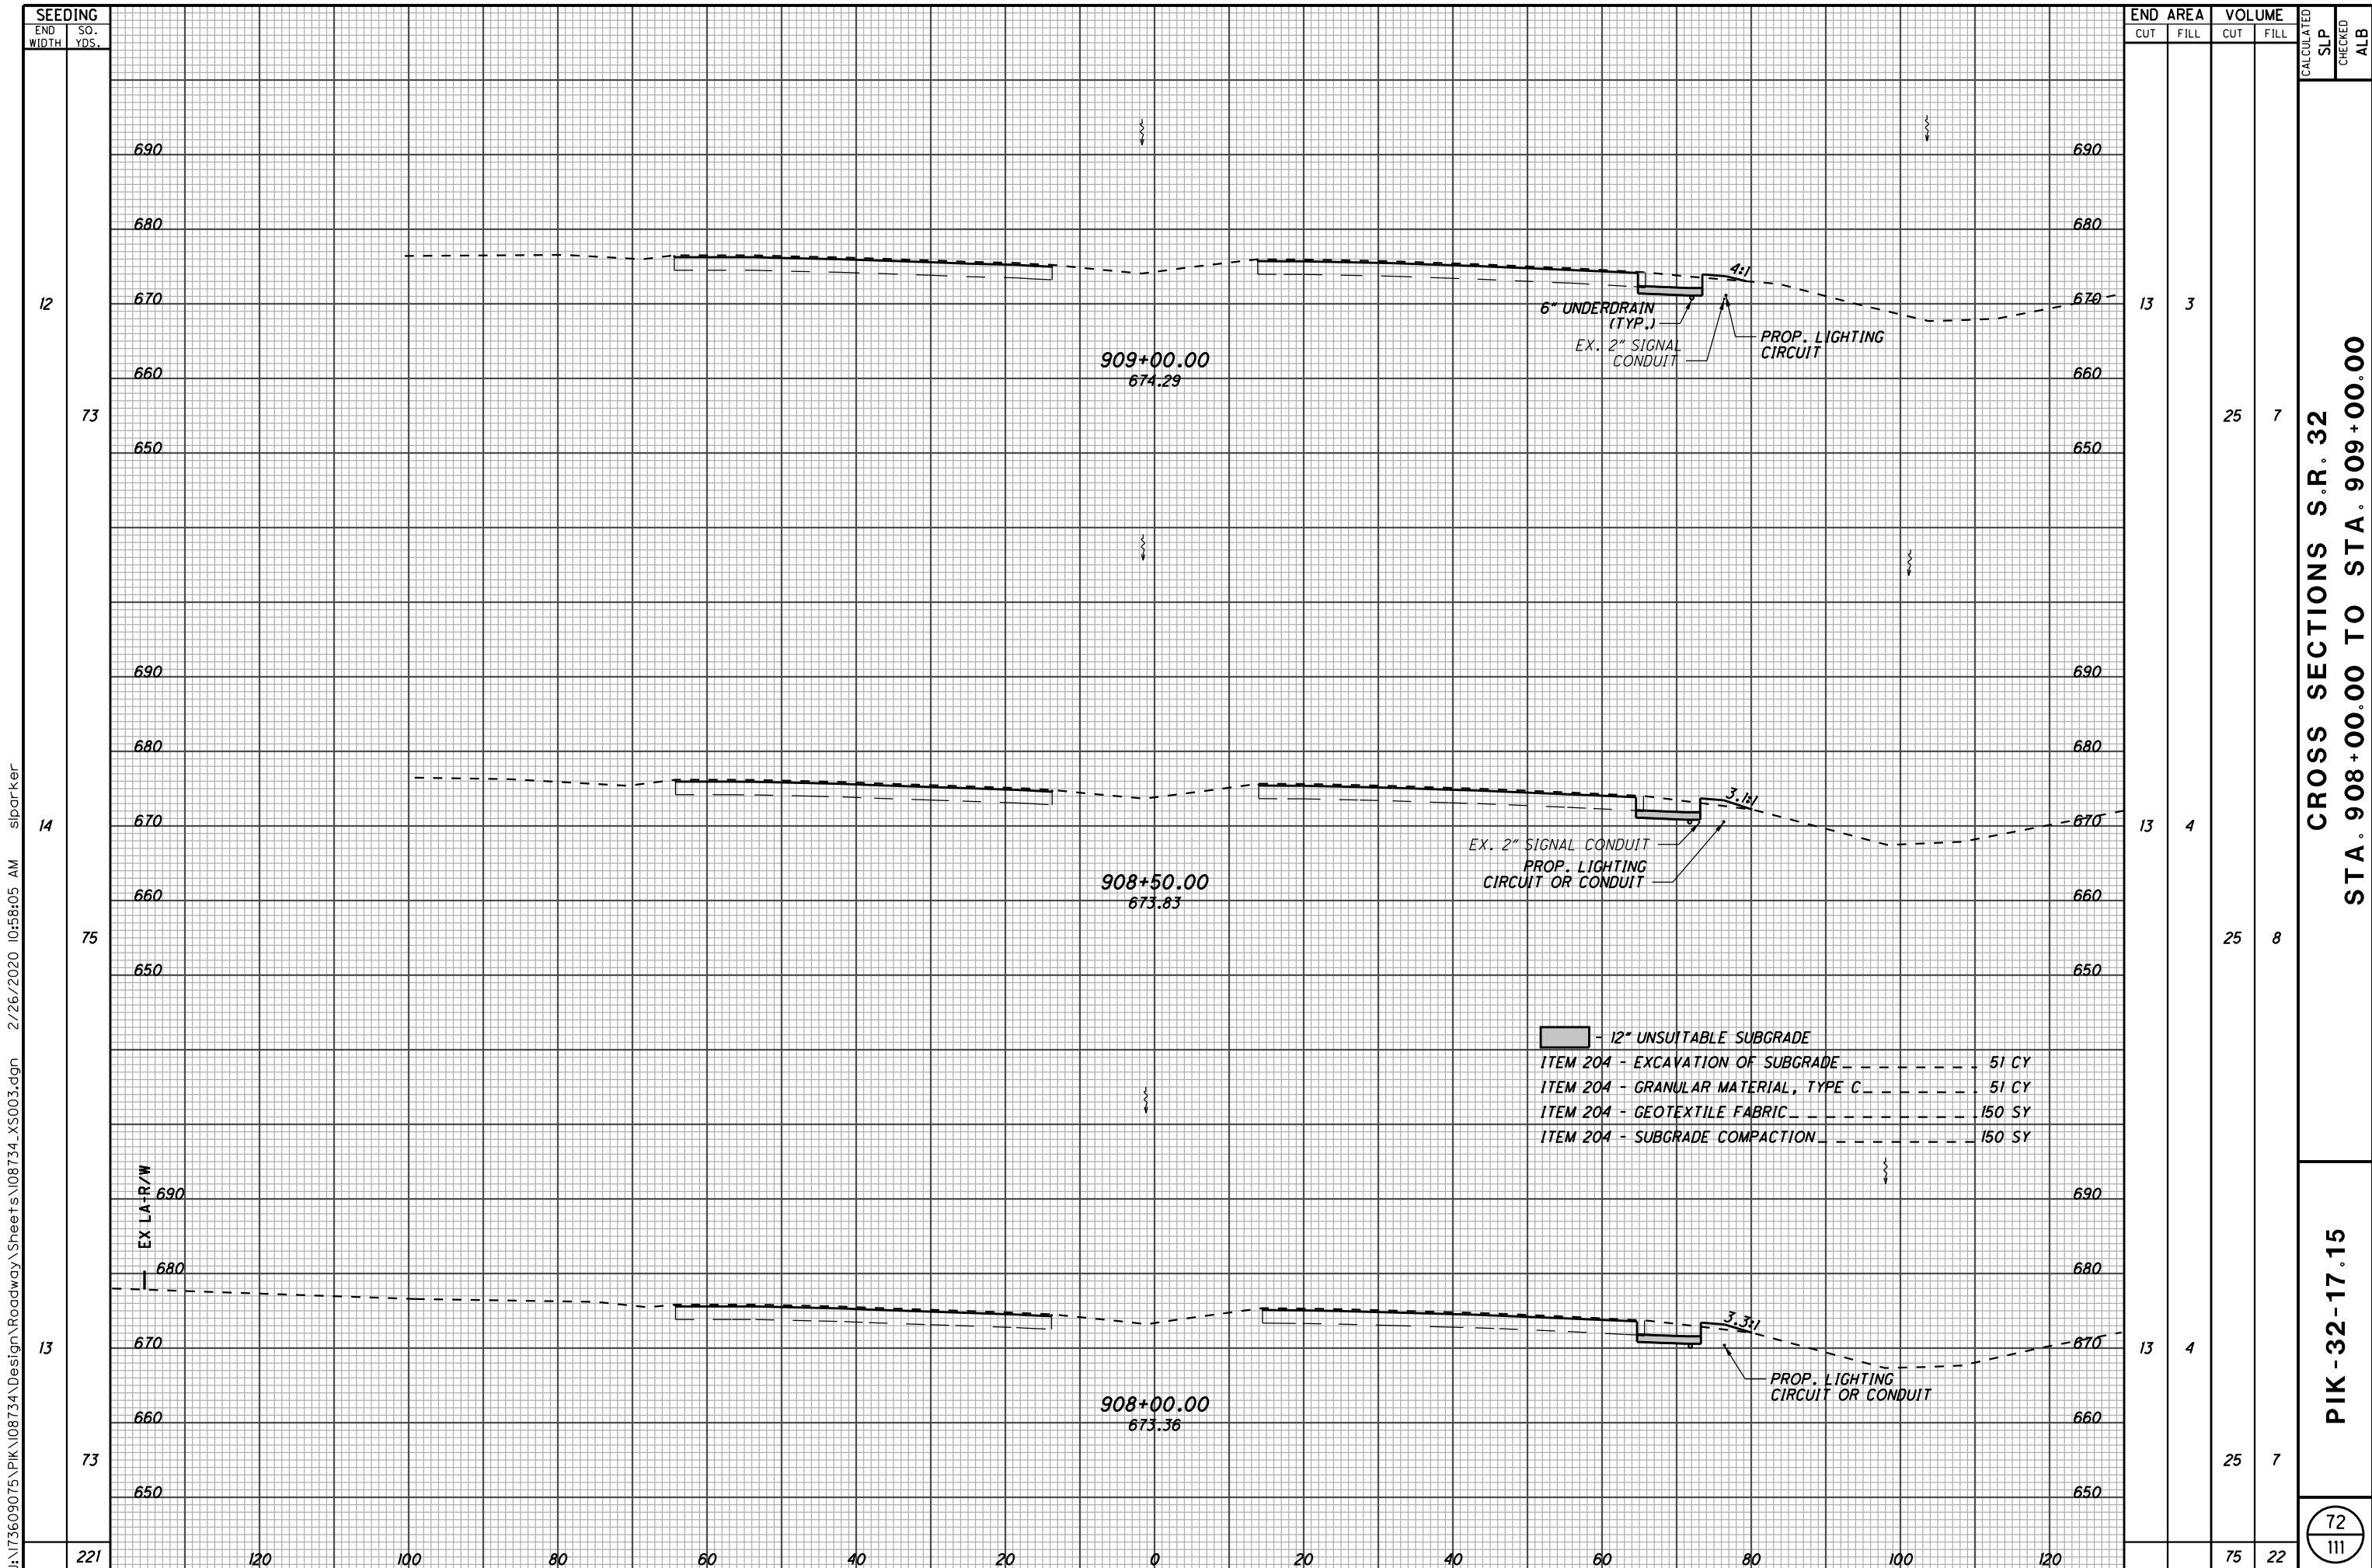 SEEDING
END WIDTH
SQ. YDS.
END AREA
VOLUME
CUT
FILL
CUT
FILL
CALCULATED
SLP
CHECKED
ALB
690
690
680
680
12
670
6" UNDERDRAIN
(TYP.)
EX. 2" SIGNAL
CONDUIT
4:1
PROP. LIGHTING
CIRCUIT
670
13
3
909+00.00
674.29
660
660
73
25
7
650
650
690
690
680
680
14
670
3.1:1
670
13
4
EX. 2" SIGNAL CONDUIT
PROP. LIGHTING
CIRCUIT OR CONDUIT
908+50.00
673.83
660
660
75
25
8
650
650
- 12" UNSUITABLE SUBGRADE
ITEM 204 - EXCAVATION OF SUBGRADE 51 CY
ITEM 204 - GRANULAR MATERIAL, TYPE C 51 CY
ITEM 204 - GEOTEXTILE FABRIC 150 SY
ITEM 204 - SUBGRADE COMPACTION 150 SY
EX LA-R/W
690
690
680
680
13
670
3.3:1
670
13
4
PROP. LIGHTING
CIRCUIT OR CONDUIT
908+00.00
673.36
660
660
73
25
7
650
650
221
120
100
80
60
40
20
0
20
40
60
80
100
120
75
22
CROSS SECTIONS S.R. 32
STA. 908+00.00 TO STA. 909+00.00
PIK-32-17.15
72
111
J:\173609075\PIK\108734\Design\Roadway\Sheets\108734_XS003.dgn 2/26/2020 10:58:05 AM slparker